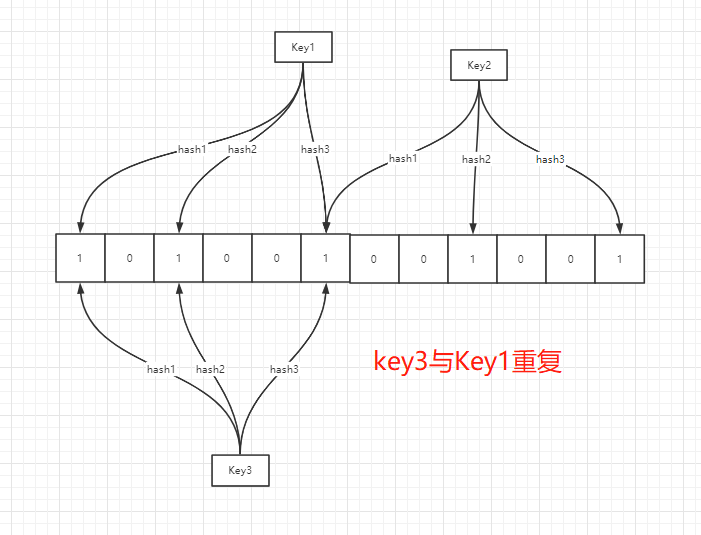 Key1
Key2
hash1 hash2 hash3 hash1 hash2 hash3
1 0 1 0 0 1 0 0 1 0 0 1
hash1 hash2 hash3
key3与Key1重复
Key3